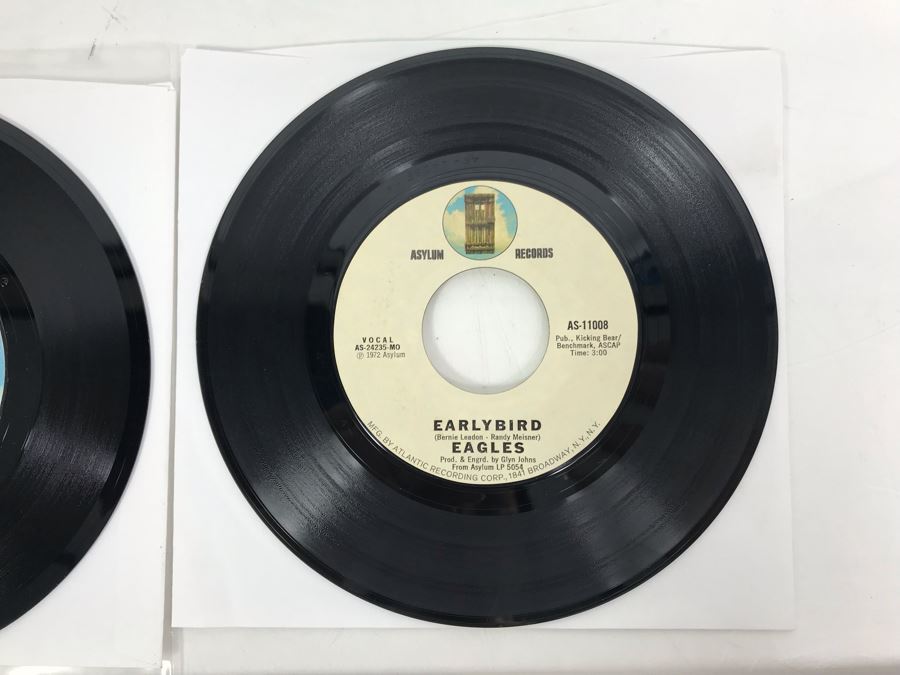 ASYLUM RECORDS
VOCAL
AS-24235-MO
℗ 1972 Asylum
AS-11008
Pub., Kicking Bear/
Benchmark, ASCAP
Time: 3:00
EARLYBIRD
(Bernie Leadon - Randy Meisner)
EAGLES
Prod. & Engrd. by Glyn Johns
From Asylum LP 5054
MFG. BY ATLANTIC RECORDING CORP., 1841 BROADWAY, N.Y., N.Y.